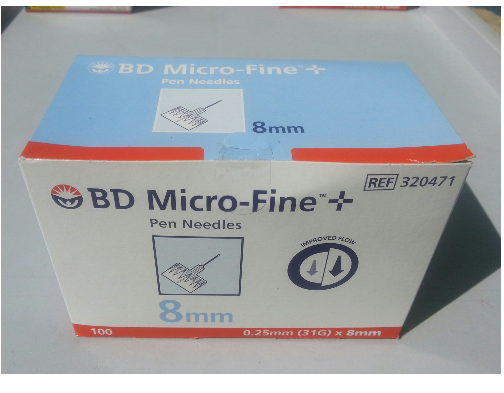 BD Micro-Fine™+
Pen Needles
8mm
BD Micro-Fine™+
REF 320471
Pen Needles
IMPROVED FLOW
8mm
100
0.25mm (31G) x 8mm